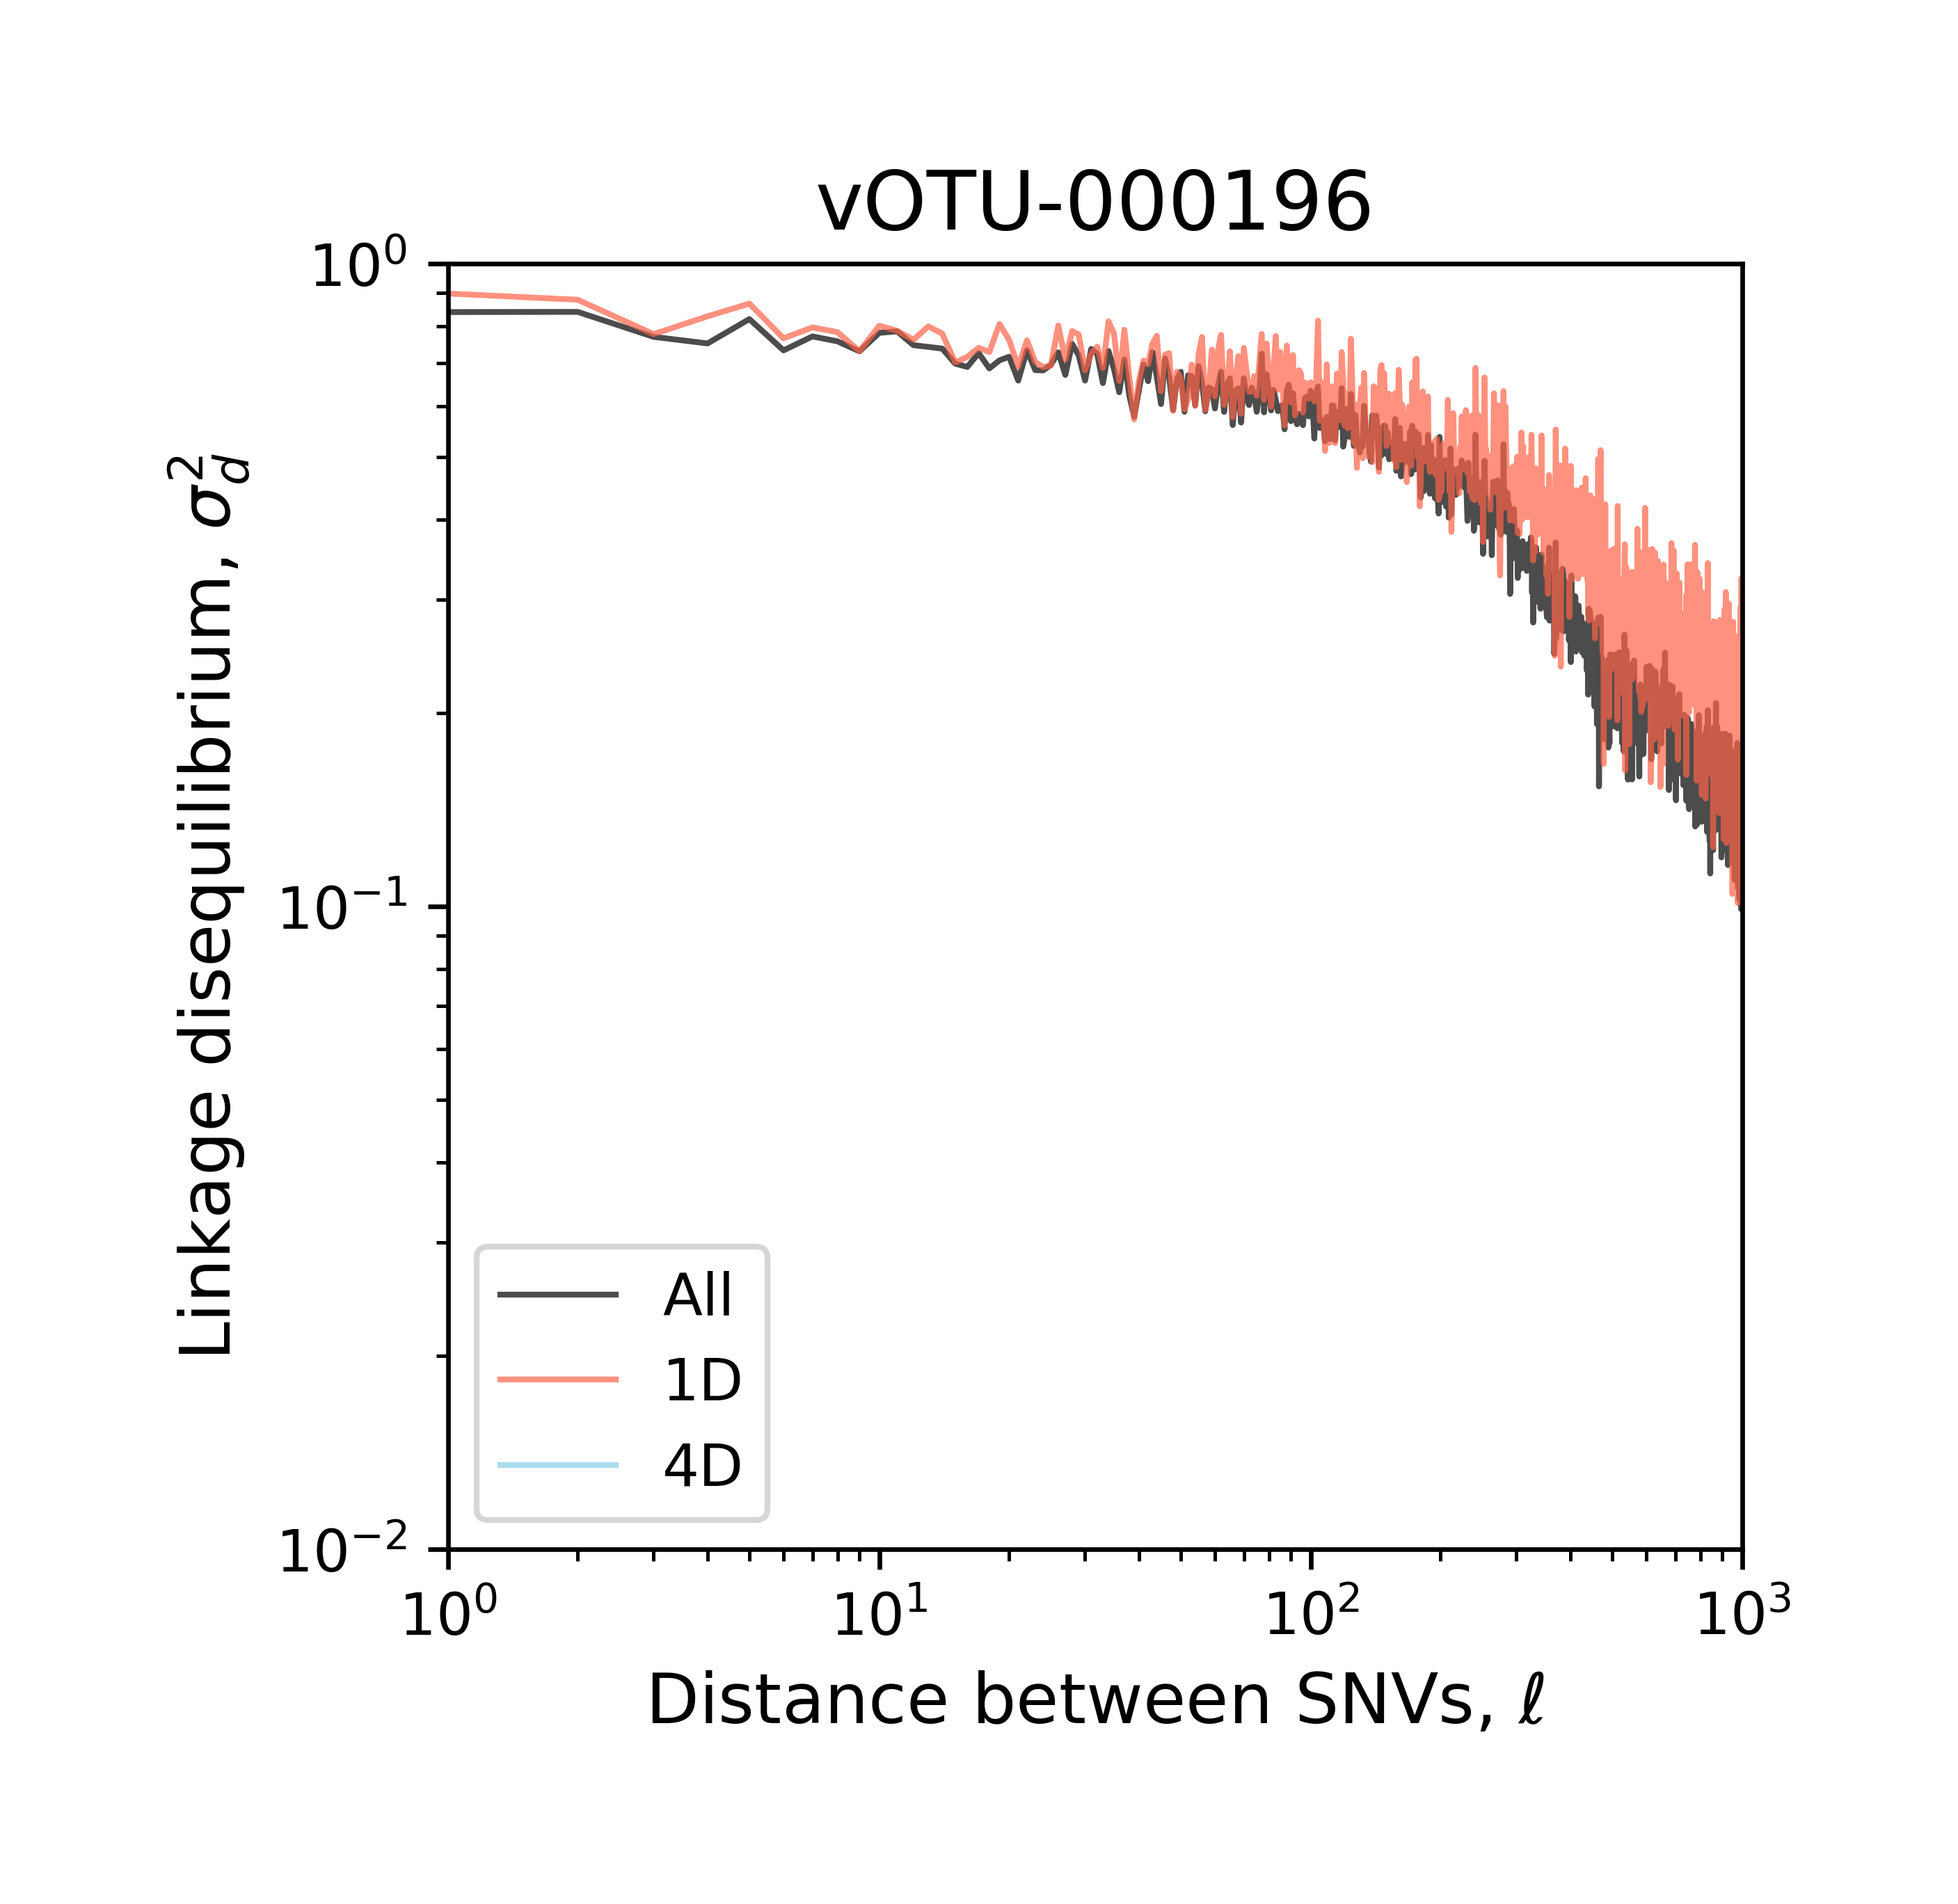 vOTU-000196
10⁰
10⁻¹
10⁻²
Linkage disequilibrium, σ_d²
All
1D
4D
10⁰ 10¹ 10² 10³
Distance between SNVs, ℓ